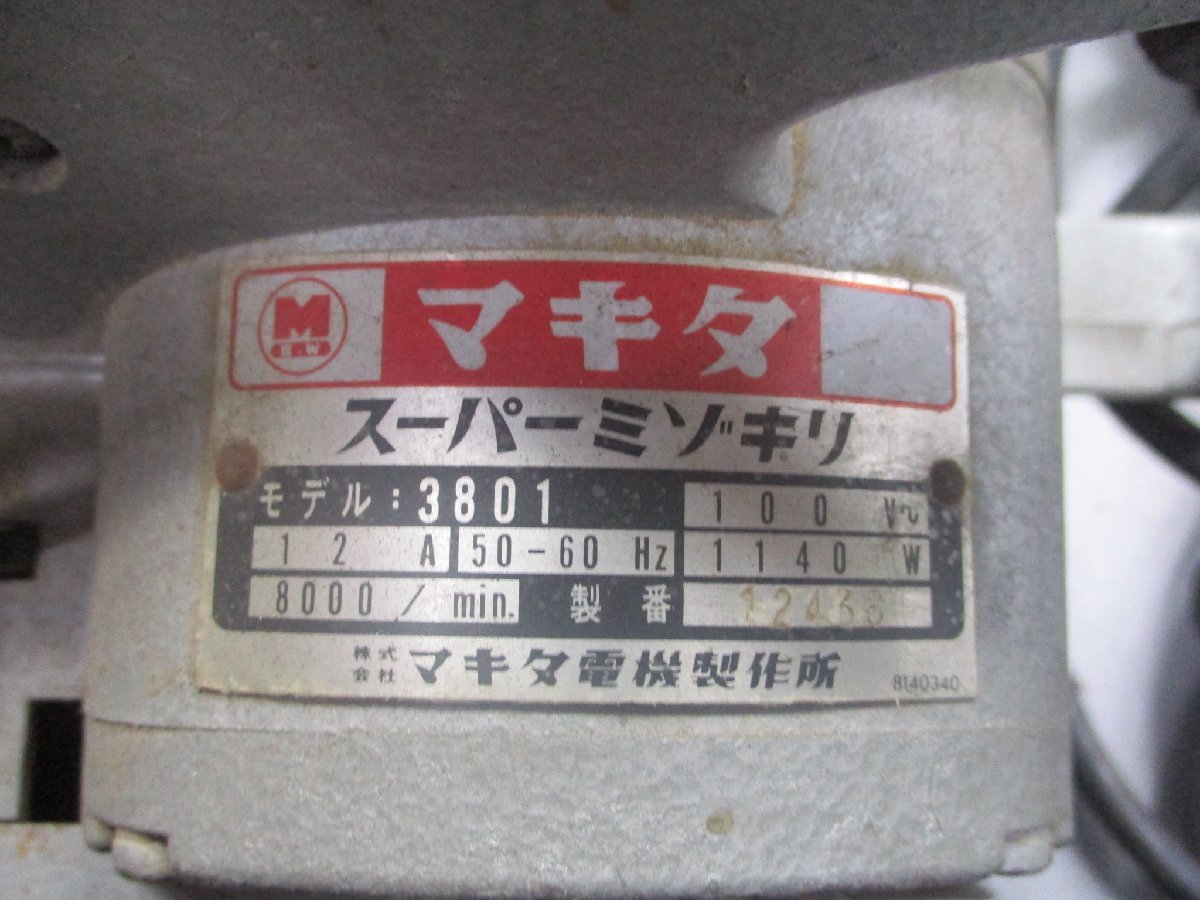 M
E W
マキタ
スーパーミゾキリ
モデル:3801 100 V~
12 A 50-60 Hz 1140 W
8000/min. 製番
株式会社 マキタ電機製作所 8140340